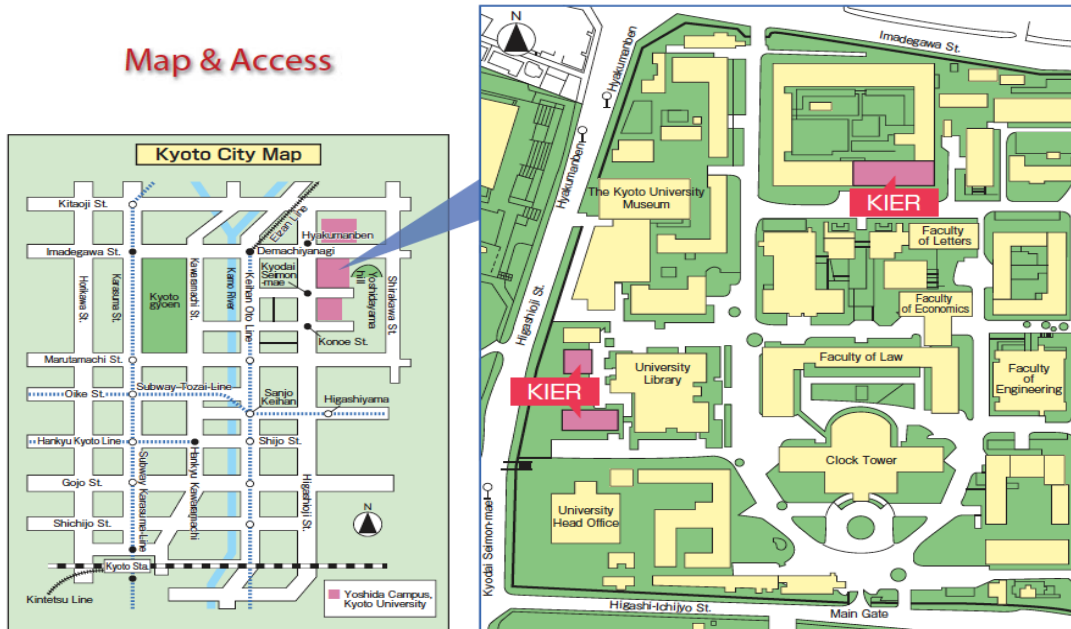 Map & Access
Kyoto City Map
Kitaoji St.
Eizan Line
Hyakumanben
Imadegawa St.
Demachiyanagi
Kyodai
Seimon
-mae
Horikawa St.
Karasuma St.
Kyoto
gyoen
Kawaramachi St.
Kamo River
Keihan Oto Line
Yoshidayama
hill
Shirakawa St.
Konoe St.
Marutamachi St.
Subway Tozai-Line
Oike St.
Sanjo
Keihan
Higashiyama
Hankyu Kyoto Line
Shijo St.
Gojo St.
Subway Karasume-Line
Hankyu Kawaramachi
Higashioji St.
Shichijo St.
N
Kyoto Sta.
Kintetsu Line
Yoshida Campus,
Kyoto University
N
Imadegawa St.
Hyakumanben
Hyakumanben
The Kyoto University
Museum
KIER
Faculty
of Letters
Faculty
of Economics
Higashioji St.
Faculty of Law
University
Library
Faculty
of
Engineering
KIER
Clock Tower
University
Head Office
Kyodai Seimon-mae
Higashi-Ichijyo St.
Main Gate